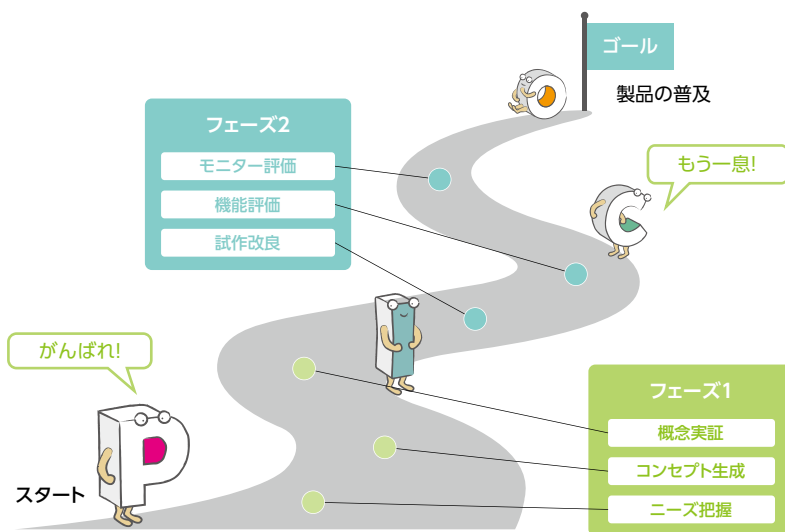 ゴール
製品の普及
フェーズ2
モニター評価
機能評価
試作改良
もう一息!
がんばれ!
フェーズ1
概念実証
コンセプト生成
ニーズ把握
スタート
P
I
C
O